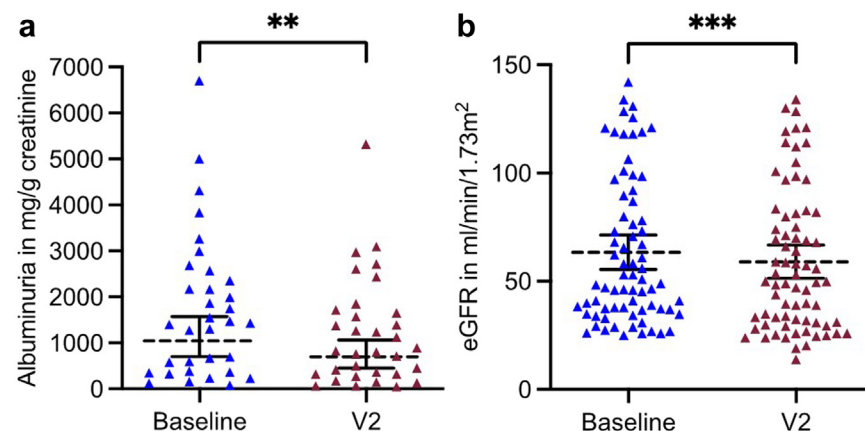 a
**
Albuminuria in mg/g creatinine
7000
6000
5000
4000
3000
2000
1000
0
Baseline
V2
b
***
eGFR in ml/min/1.73m²
150
100
50
0
Baseline
V2